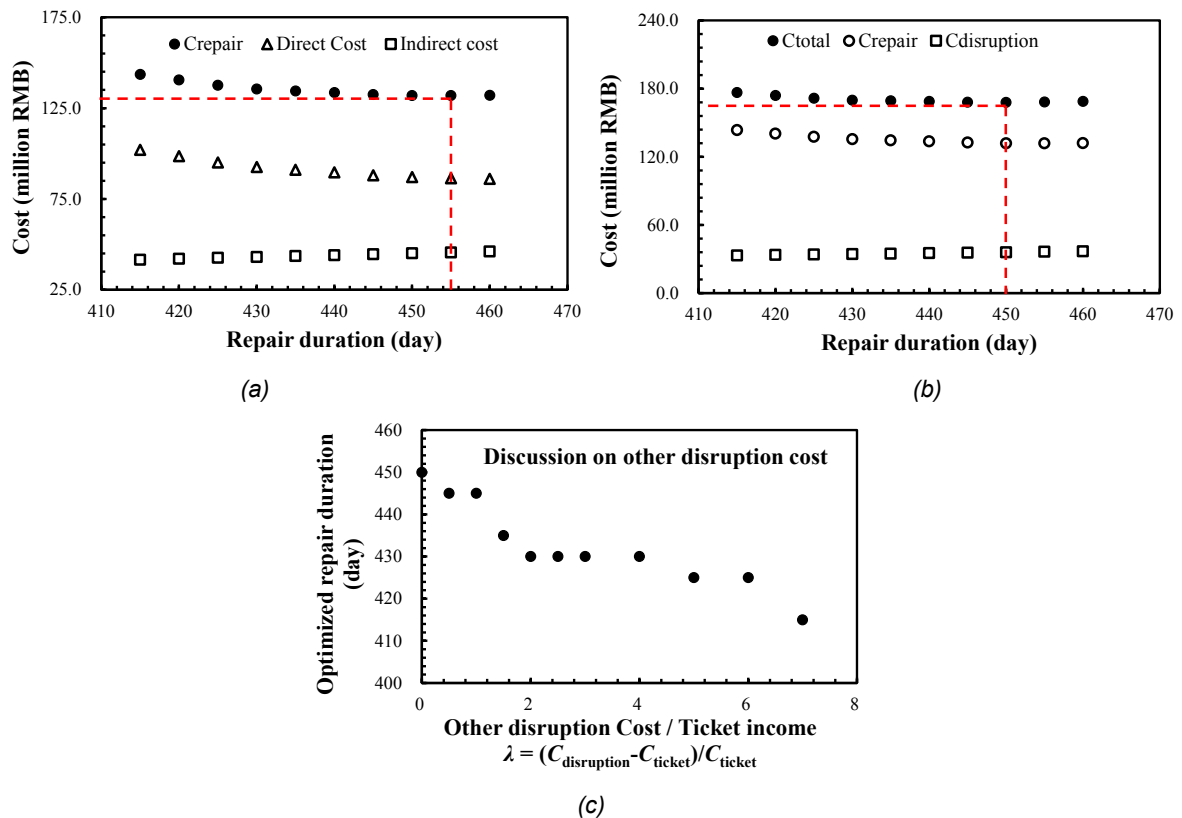 175.0
Crepair Direct Cost Indirect cost
125.0
75.0
25.0
Cost (million RMB)
410 420 430 440 450 460 470
Repair duration (day)
(a)
240.0
Ctotal Crepair Cdisruption
180.0
120.0
60.0
0.0
Cost (million RMB)
410 420 430 440 450 460 470
Repair duration (day)
(b)
460
Discussion on other disruption cost
450
440
430
420
410
400
Optimized repair duration
(day)
0 2 4 6 8
Other disruption Cost / Ticket income
λ = (Cdisruption-Cticket)/Cticket
(c)